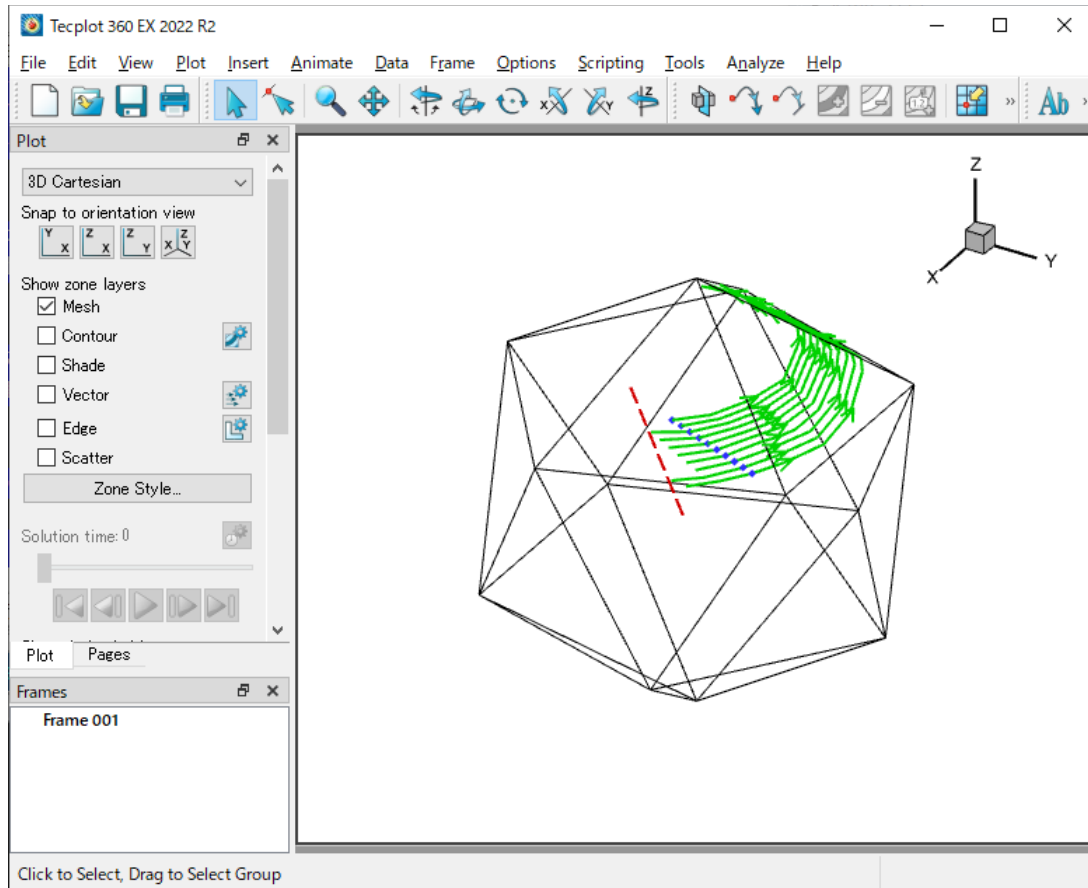 Tecplot 360 EX 2022 R2
File Edit View Plot Insert Animate Data Frame Options Scripting Tools Analyze Help
Ab
Plot
3D Cartesian
Snap to orientation view
Y X Z X Z Y X Z Y
Show zone layers
Mesh
Contour
Shade
Vector
Edge
Scatter
Zone Style...
Solution time: 0
Plot Pages
Frames
Frame 001
Z
X
Y
Click to Select, Drag to Select Group